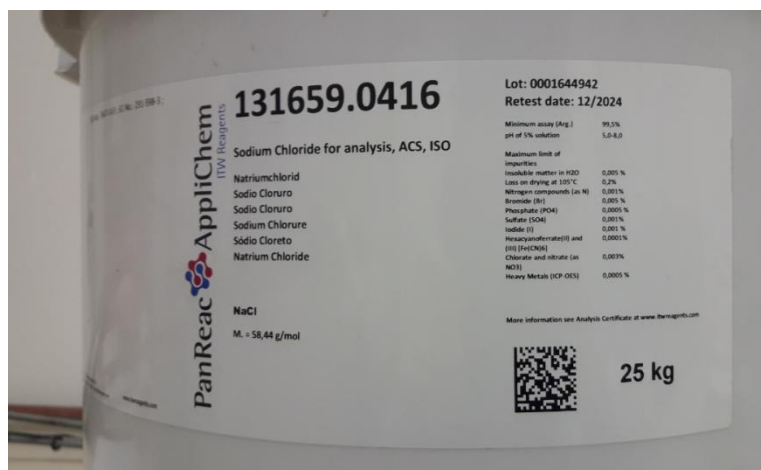 PanReac AppliChem
ITW Reagents
131659.0416
Sodium Chloride for analysis, ACS, ISO
Natriumchlorid
Sodio Cloruro
Sodio Cloruro
Sodium Chlorure
Sódio Cloreto
Natrium Chloride
NaCl
M. = 58,44 g/mol
Lot: 0001644942
Retest date: 12/2024
Minimum assay (Arg.) 99,5%
pH of 5% solution 5,0-8,0
Maximum limit of
impurities
Insoluble matter in H2O 0,005 %
Loss on drying at 105°C 0,2%
Nitrogen compounds (as N) 0,001%
Bromide (Br) 0,005 %
Phosphate (PO4) 0,0005 %
Sulfate (SO4) 0,001%
Iodide (I) 0,001 %
Hexacyanoferrate(II) and 0,0001%
(III) [Fe(CN)6]
Chlorate and nitrate (as 0,003%
NO3)
Heavy Metals (ICP-OES) 0,0005 %
More information see Analysis Certificate at www.itwreagents.com
25 kg